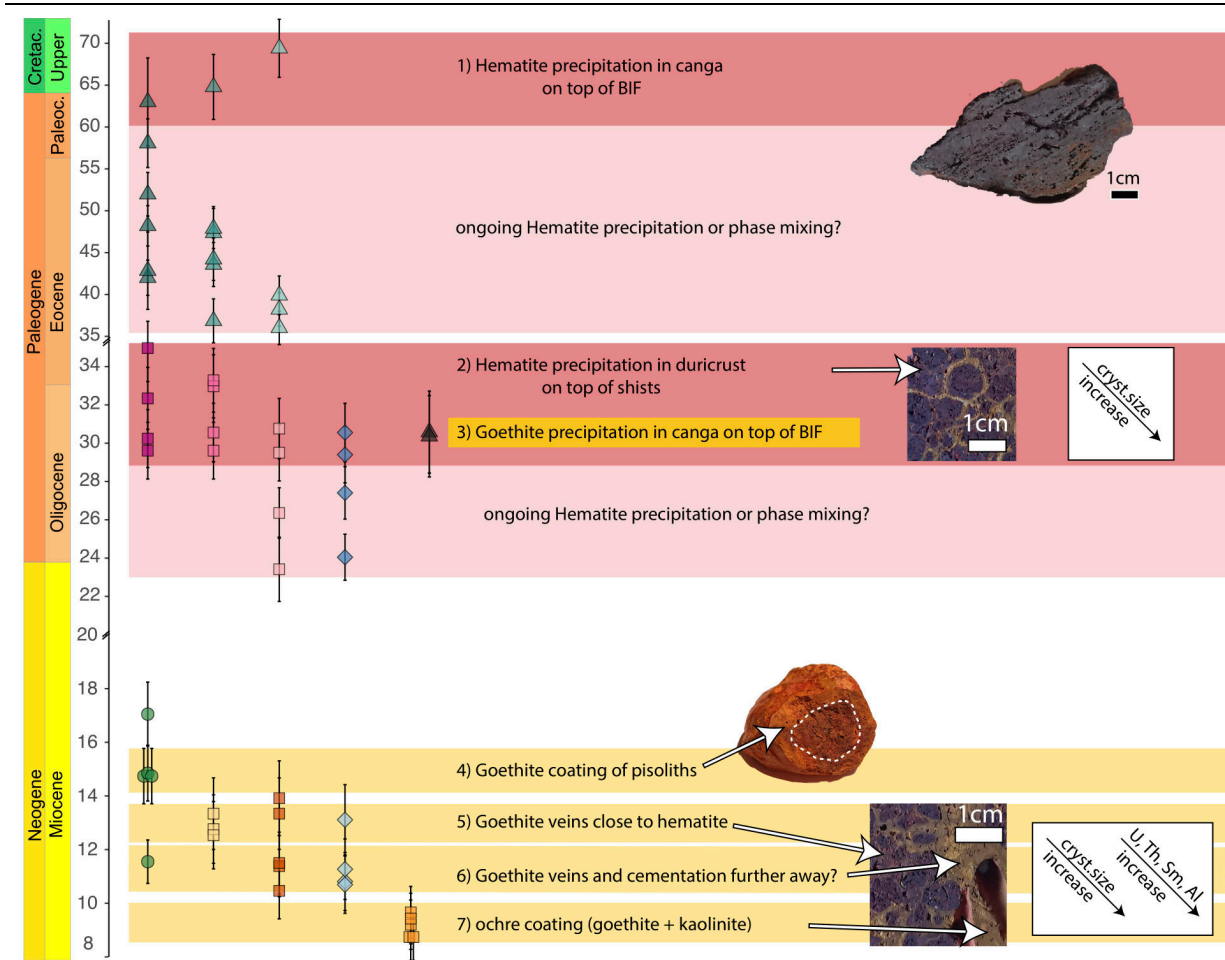 Cretac.
Upper
Paleogene
Paleoc.
Eocene
Oligocene
Neogene
Miocene
70
65
60
55
50
45
40
35
34
32
30
28
26
24
22
20
18
16
14
12
10
8
1) Hematite precipitation in canga
on top of BIF
1cm
ongoing Hematite precipitation or phase mixing?
2) Hematite precipitation in duricrust
on top of shists
1cm
cryst.size
increase
3) Goethite precipitation in canga on top of BIF
ongoing Hematite precipitation or phase mixing?
4) Goethite coating of pisoliths
5) Goethite veins close to hematite
1cm
6) Goethite veins and cementation further away?
cryst.size
increase
U, Th, Sm, Al
increase
7) ochre coating (goethite + kaolinite)